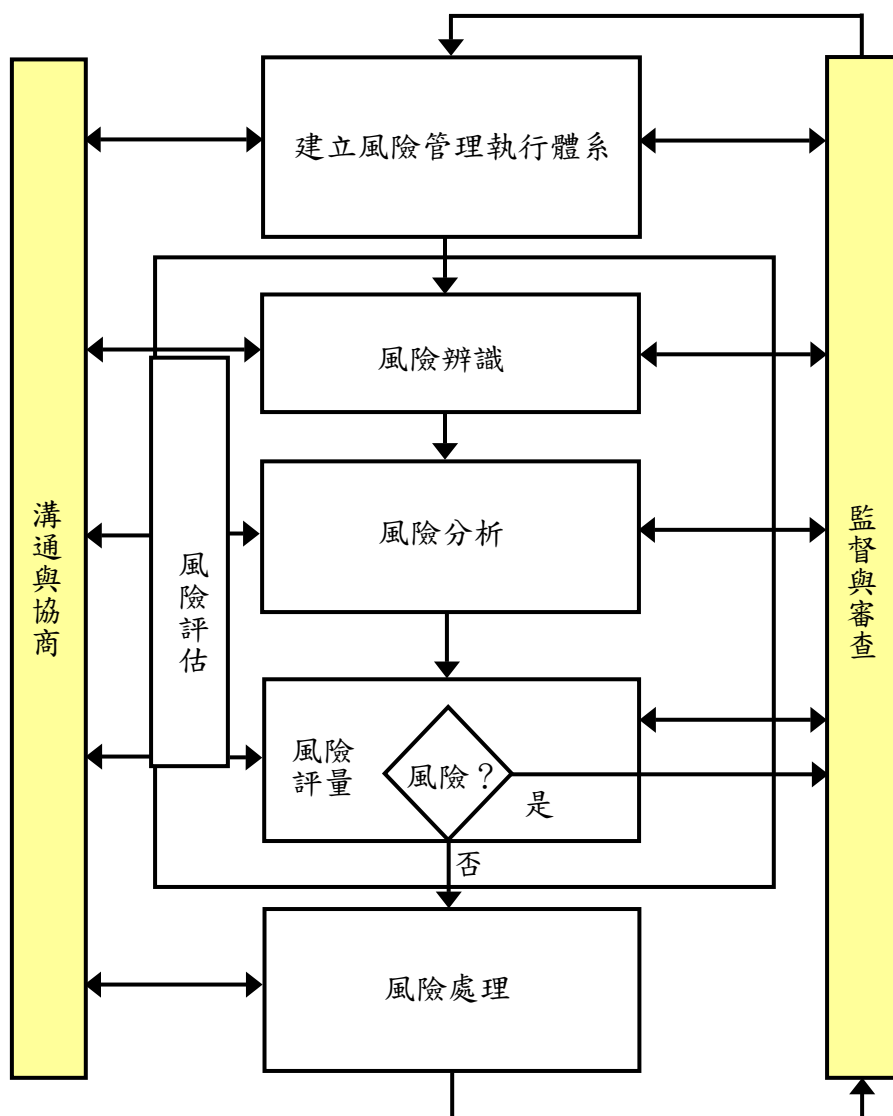 建立風險管理執行體系
風險辨識
風險分析
溝通與協商
風險評估
監督與審查
風險
評量
風險？
是
否
風險處理